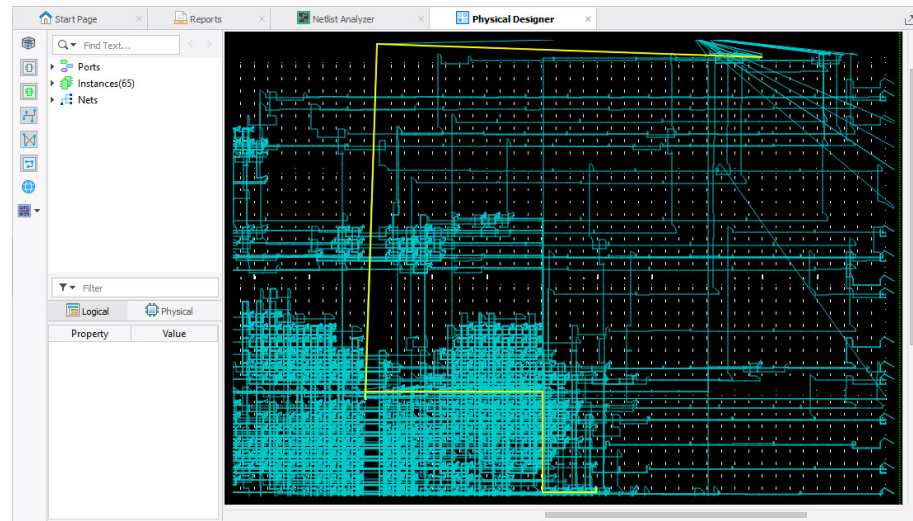 Start Page
Reports
Netlist Analyzer
Physical Designer
Find Text...
Ports
Instances(65)
Nets
Filter
Logical
Physical
Property
Value